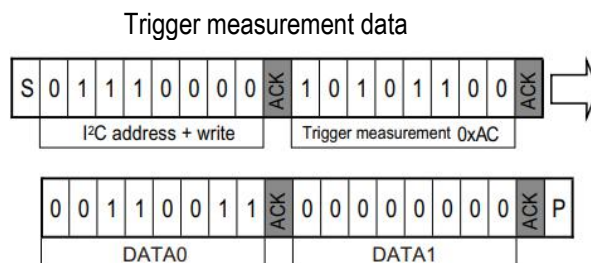 Trigger measurement data
S 0 1 1 1 0 0 0 0 ACK 1 0 1 0 1 1 0 0 ACK
I²C address + write Trigger measurement 0xAC
0 0 1 1 0 0 1 1 ACK 0 0 0 0 0 0 0 0 ACK P
DATA0 DATA1